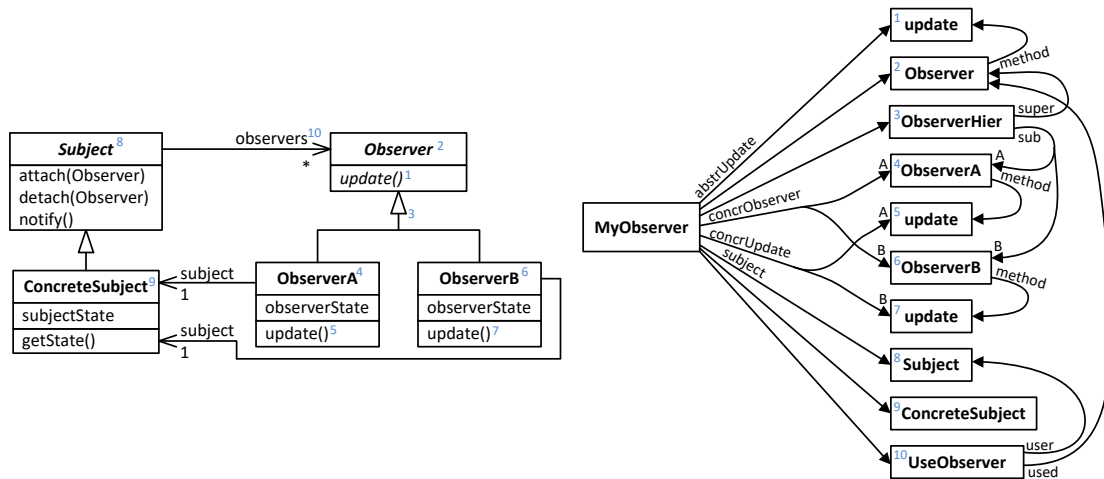 Subject 8
attach(Observer)
detach(Observer)
notify()
observers 10
*
Observer 2
update() 1
3
ConcreteSubject 9
subjectState
getState()
subject
1
subject
1
ObserverA 4
observerState
update() 5
ObserverB 6
observerState
update() 7
MyObserver
abstrUpdate
concrObserver
concrUpdate
subject
A
B
A
B
1 update
2 Observer
method
3 ObserverHier
super
sub
A
4 ObserverA
method
5 update
B
6 ObserverB
method
7 update
8 Subject
9 ConcreteSubject
10 UseObserver
user
used